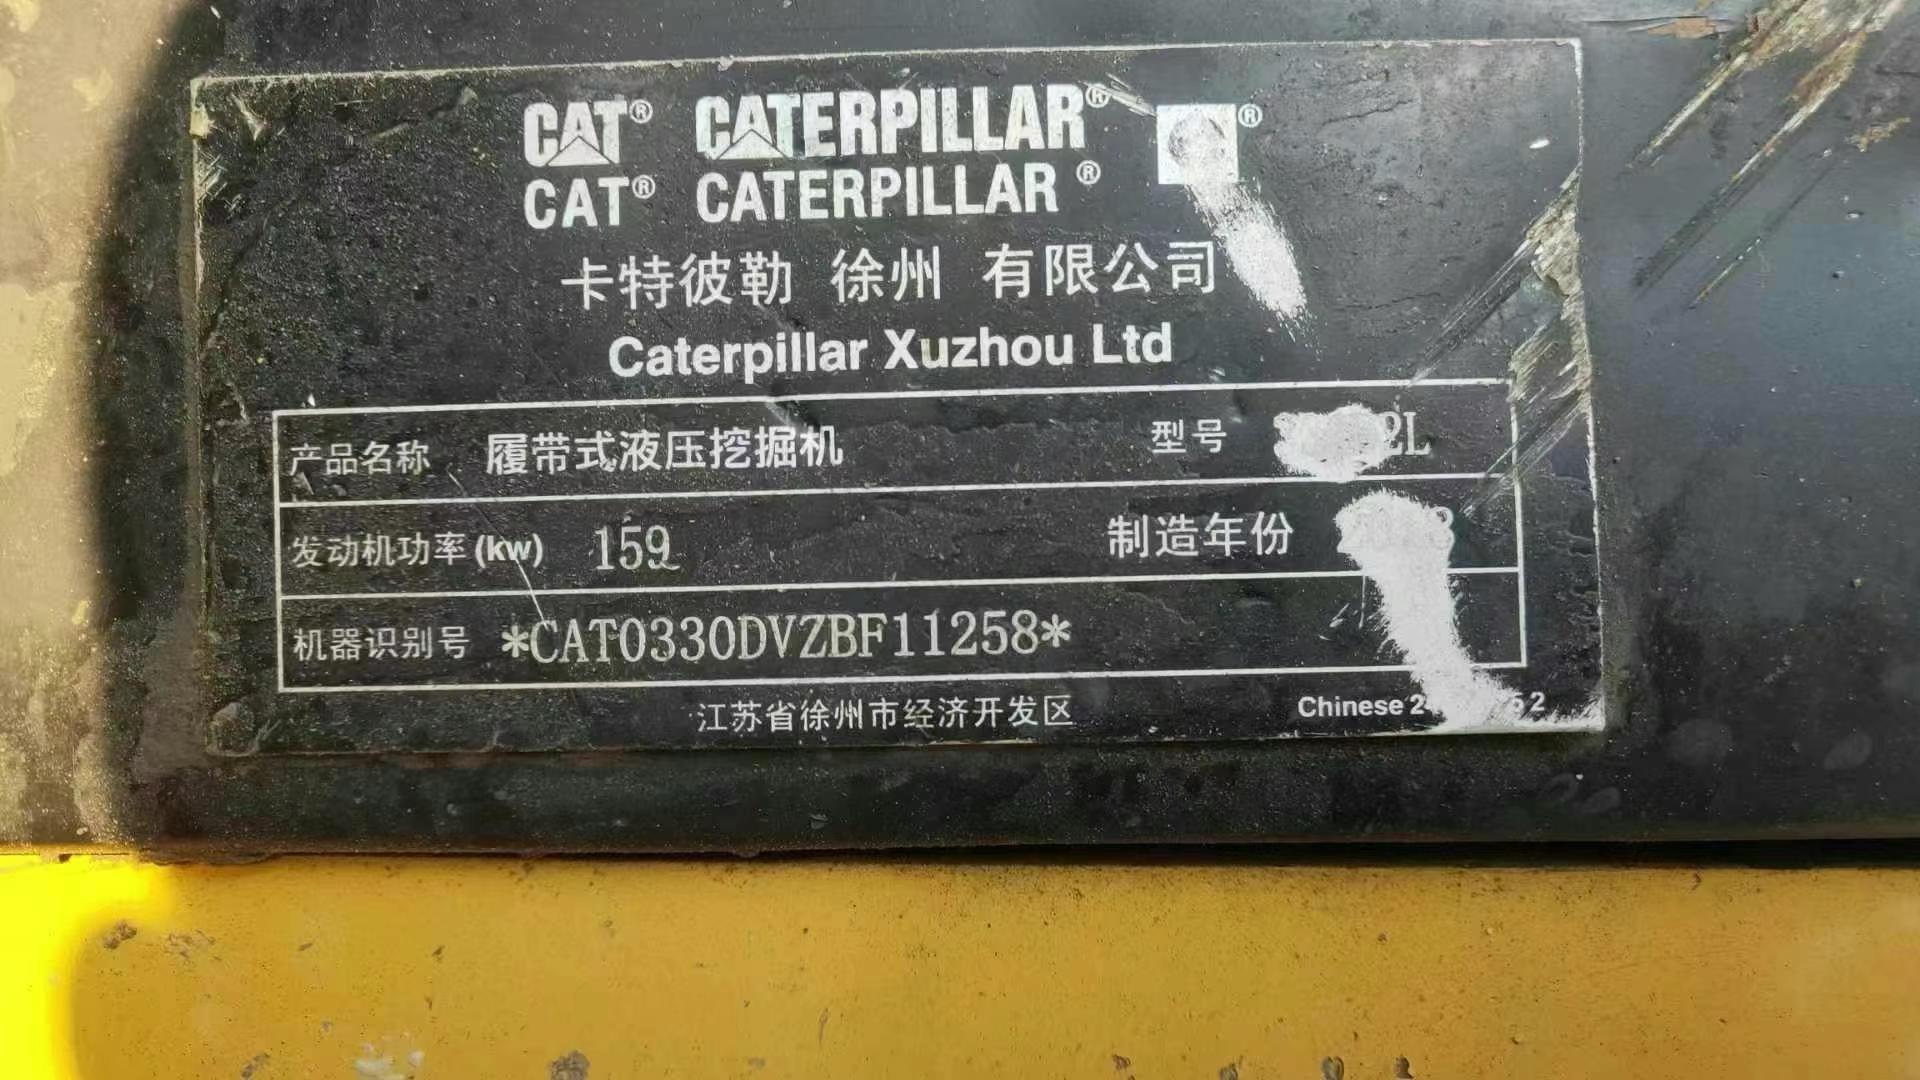 CAT® CATERPILLAR® ®
CAT® CATERPILLAR®
卡特彼勒 徐州 有限公司
Caterpillar Xuzhou Ltd
产品名称 履带式液压挖掘机 型号
发动机功率(kw) 159 制造年份
机器识别号 *CAT0330DVZBF11258*
江苏省徐州市经济开发区 Chinese